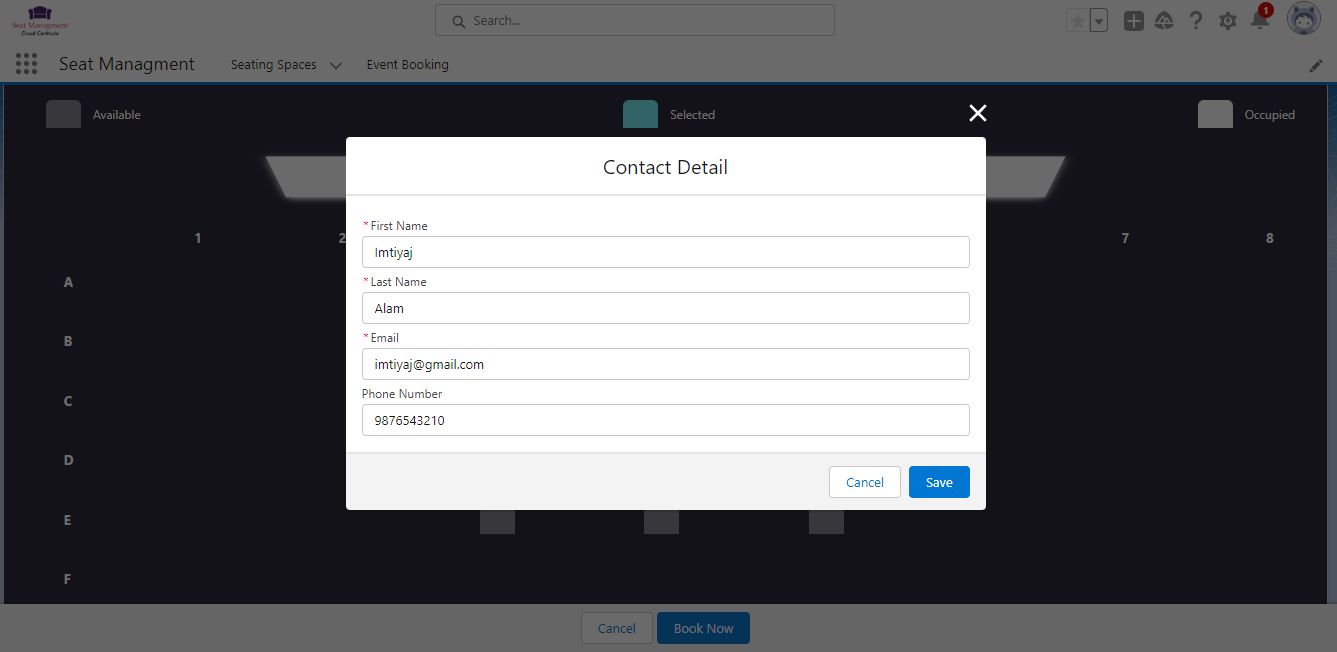 Seat Managment
Cloud Certitude
Search...
1
Seat Managment
Seating Spaces
Event Booking
Available
Selected
Occupied
Contact Detail
1
2
7
8
* First Name
Imtiyaj
* Last Name
Alam
* Email
imtiyaj@gmail.com
Phone Number
9876543210
Cancel
Save
A
B
C
D
E
F
Cancel
Book Now